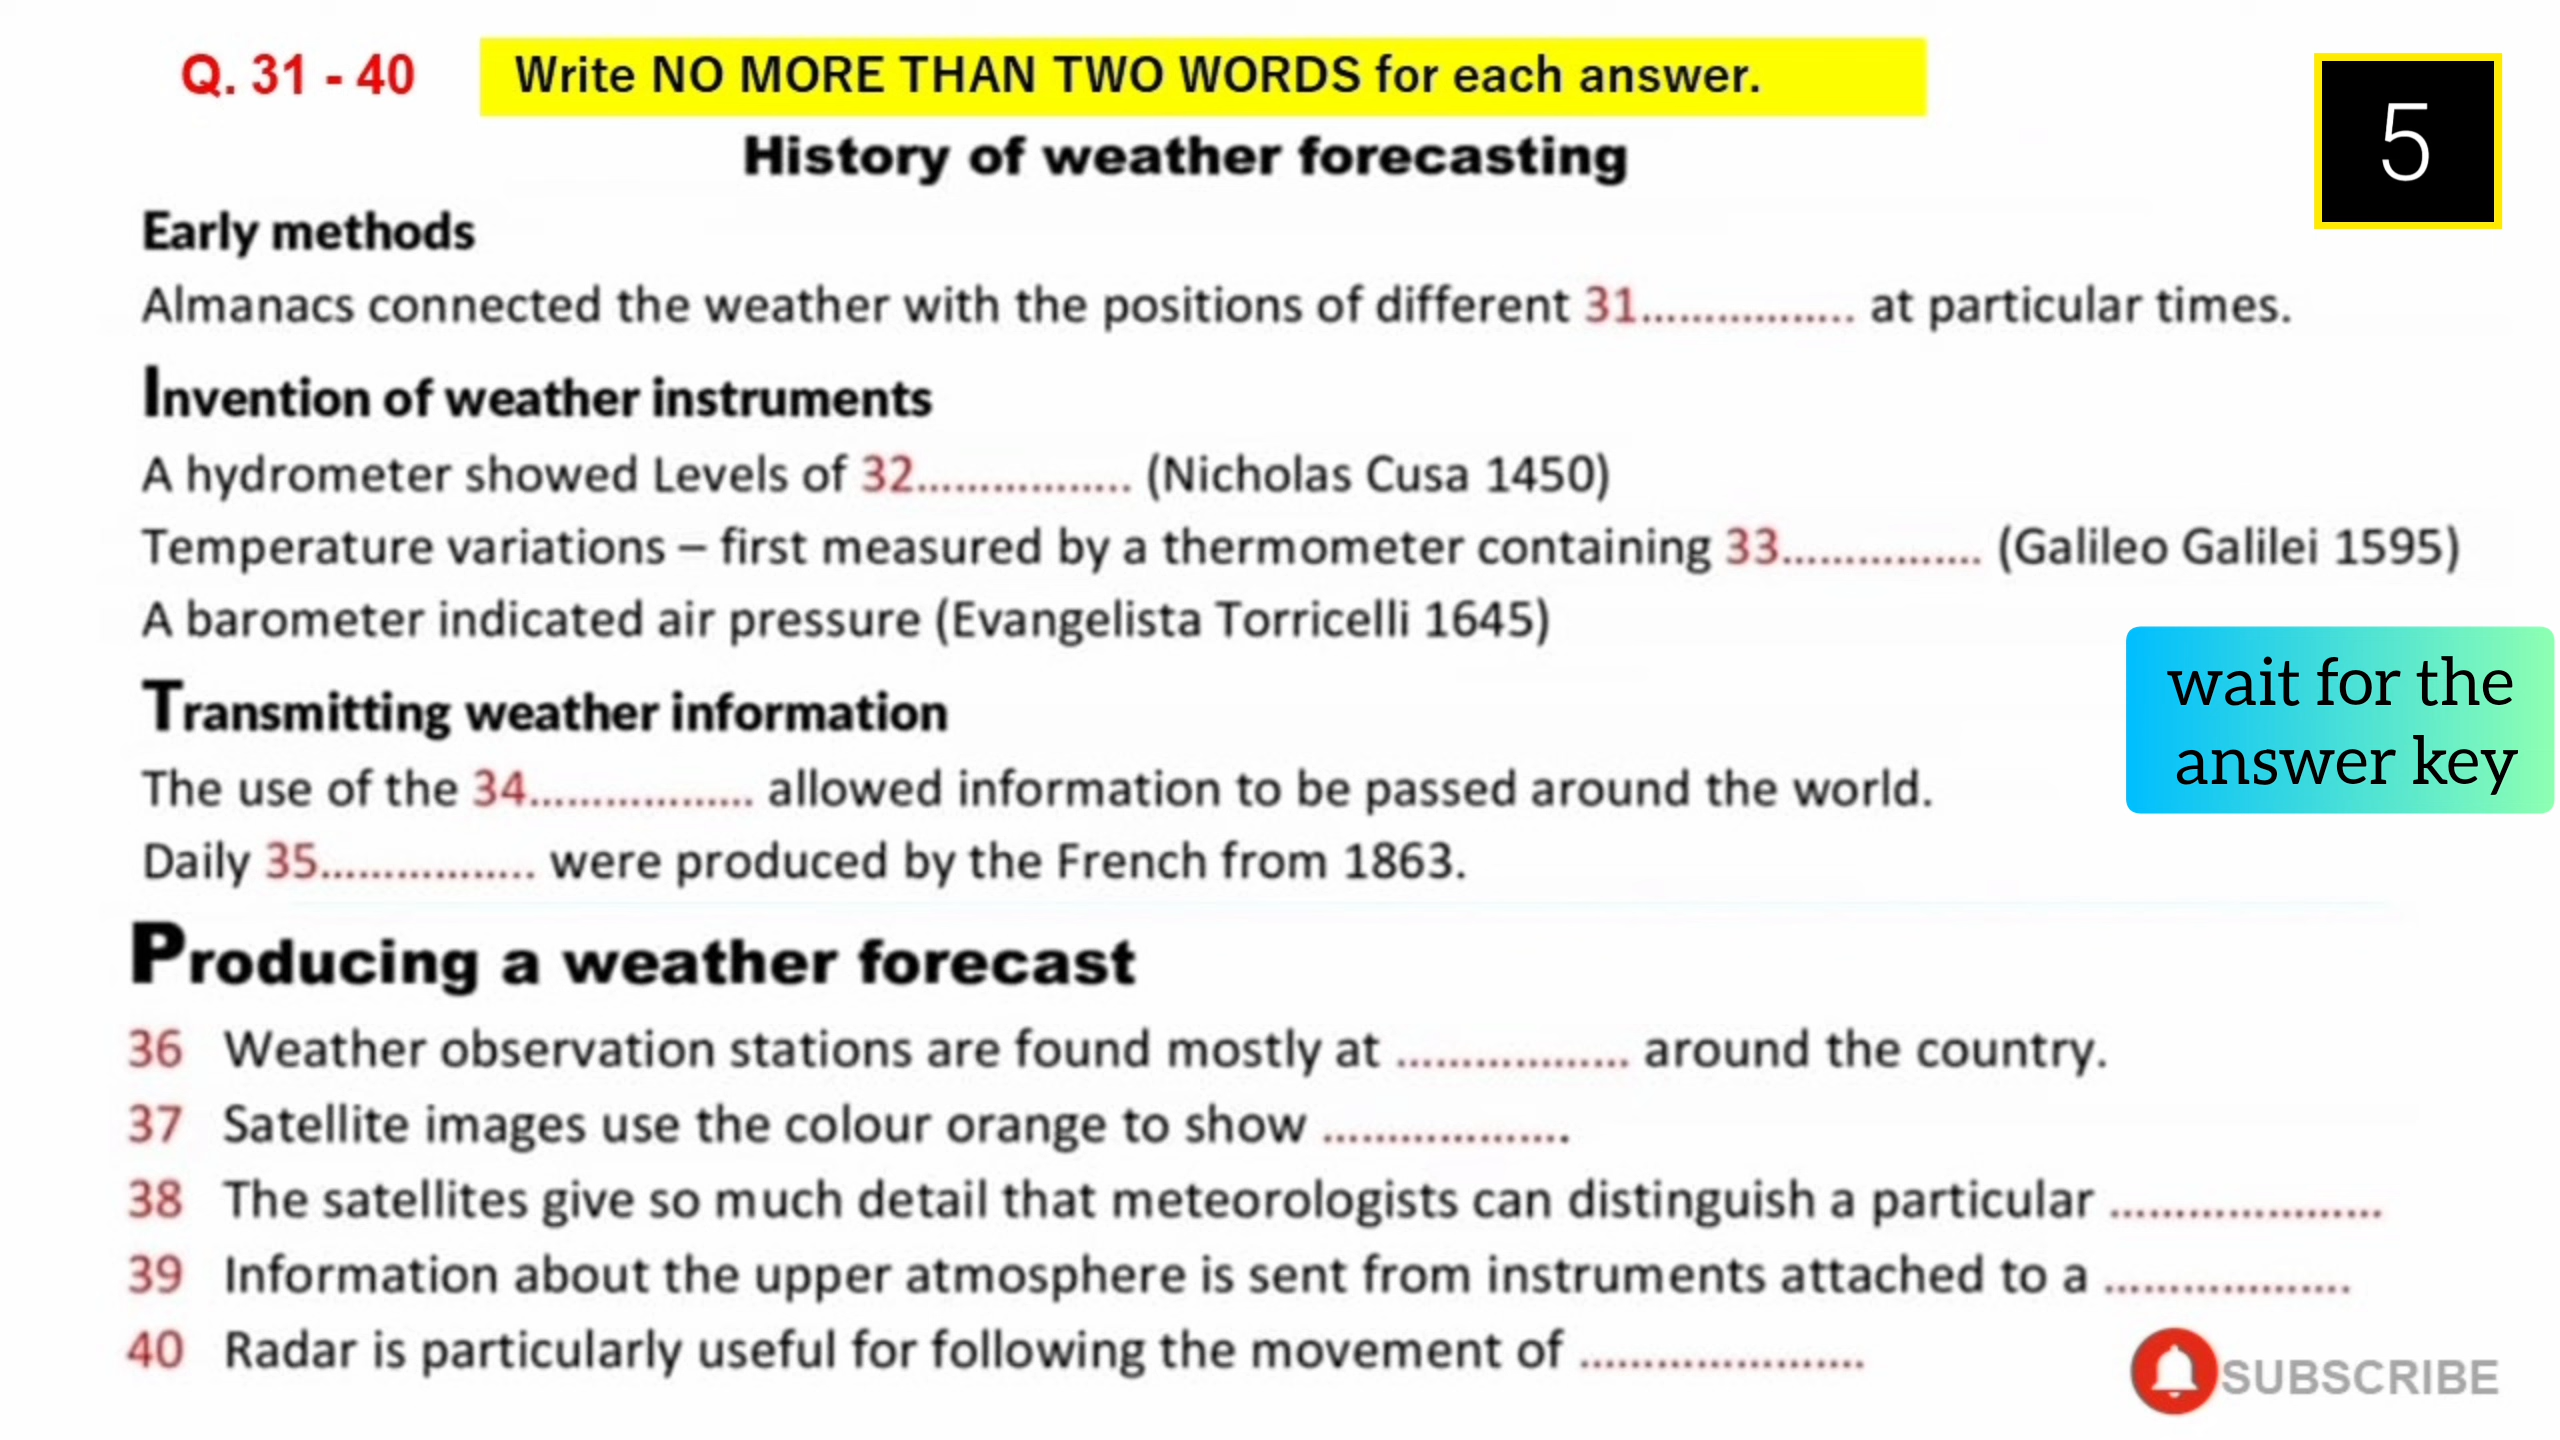 Q. 31 - 40
Write NO MORE THAN TWO WORDS for each answer.
5
History of weather forecasting
Early methods
Almanacs connected the weather with the positions of different 31................. at particular times.
Invention of weather instruments
A hydrometer showed Levels of 32................. (Nicholas Cusa 1450)
Temperature variations – first measured by a thermometer containing 33................ (Galileo Galilei 1595)
A barometer indicated air pressure (Evangelista Torricelli 1645)
wait for the
answer key
Transmitting weather information
The use of the 34.................. allowed information to be passed around the world.
Daily 35................. were produced by the French from 1863.
Producing a weather forecast
36 Weather observation stations are found mostly at .................. around the country.
37 Satellite images use the colour orange to show ...................
38 The satellites give so much detail that meteorologists can distinguish a particular .....................
39 Information about the upper atmosphere is sent from instruments attached to a ...................
40 Radar is particularly useful for following the movement of ......................
SUBSCRIBE